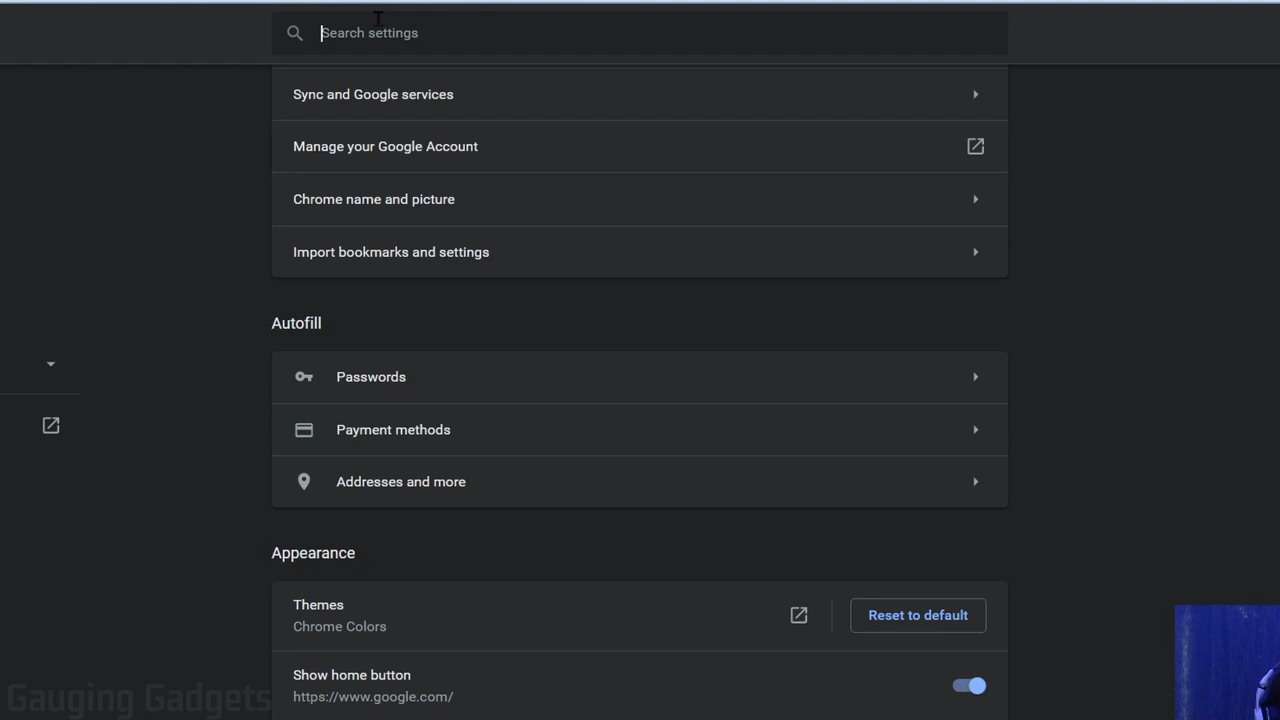 Search settings
Sync and Google services
Manage your Google Account
Chrome name and picture
Import bookmarks and settings
Autofill
Passwords
Payment methods
Addresses and more
Appearance
Themes
Chrome Colors
Reset to default
Show home button
https://www.google.com/
Gauging Gadgets